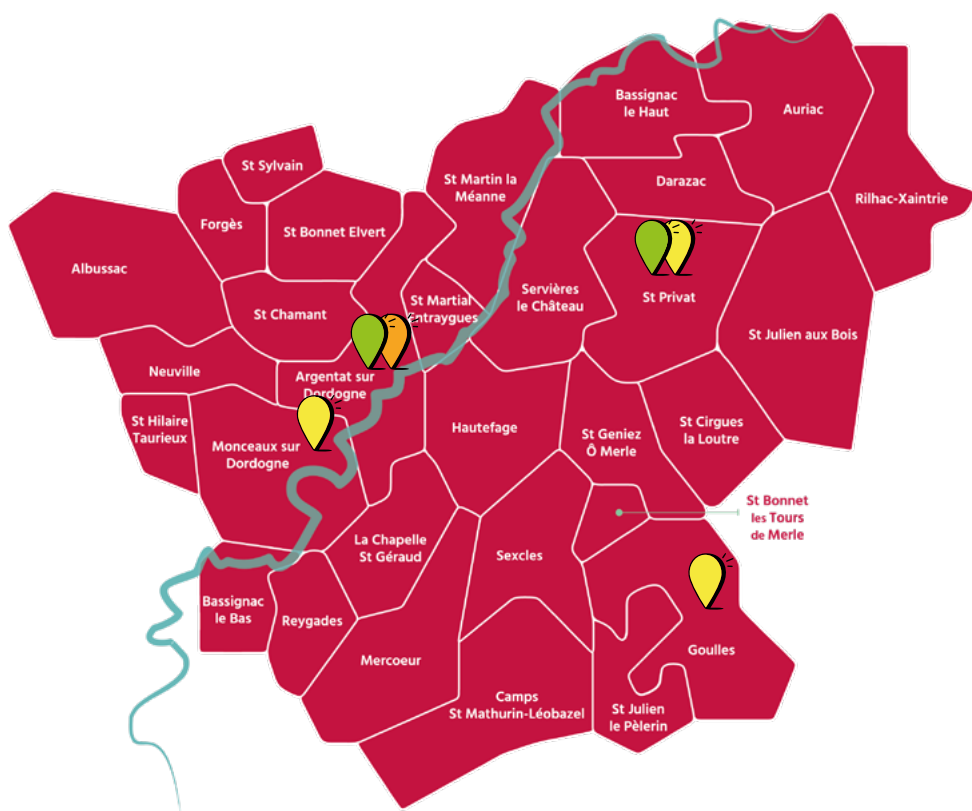 Bassignac
le Haut
Auriac
St Sylvain
St Martin la
Méanne
Darazac
Rilhac-Xaintrie
Forgès
St Bonnet Elvert
Albussac
Servières
le Château
St Privat
St Chamant
St Martial
Entraygues
St Julien aux Bois
Neuville
Argentat sur
Dordogne
St Hilaire
Taurieux
Monceaux sur
Dordogne
Hautefage
St Geniez
Ô Merle
St Cirgues
la Loutre
St Bonnet
les Tours
de Merle
La Chapelle
St Géraud
Sexcles
Bassignac
le Bas
Reygades
Goulles
Mercoeur
Camps
St Mathurin-Léobazel
St Julien
le Pèlerin